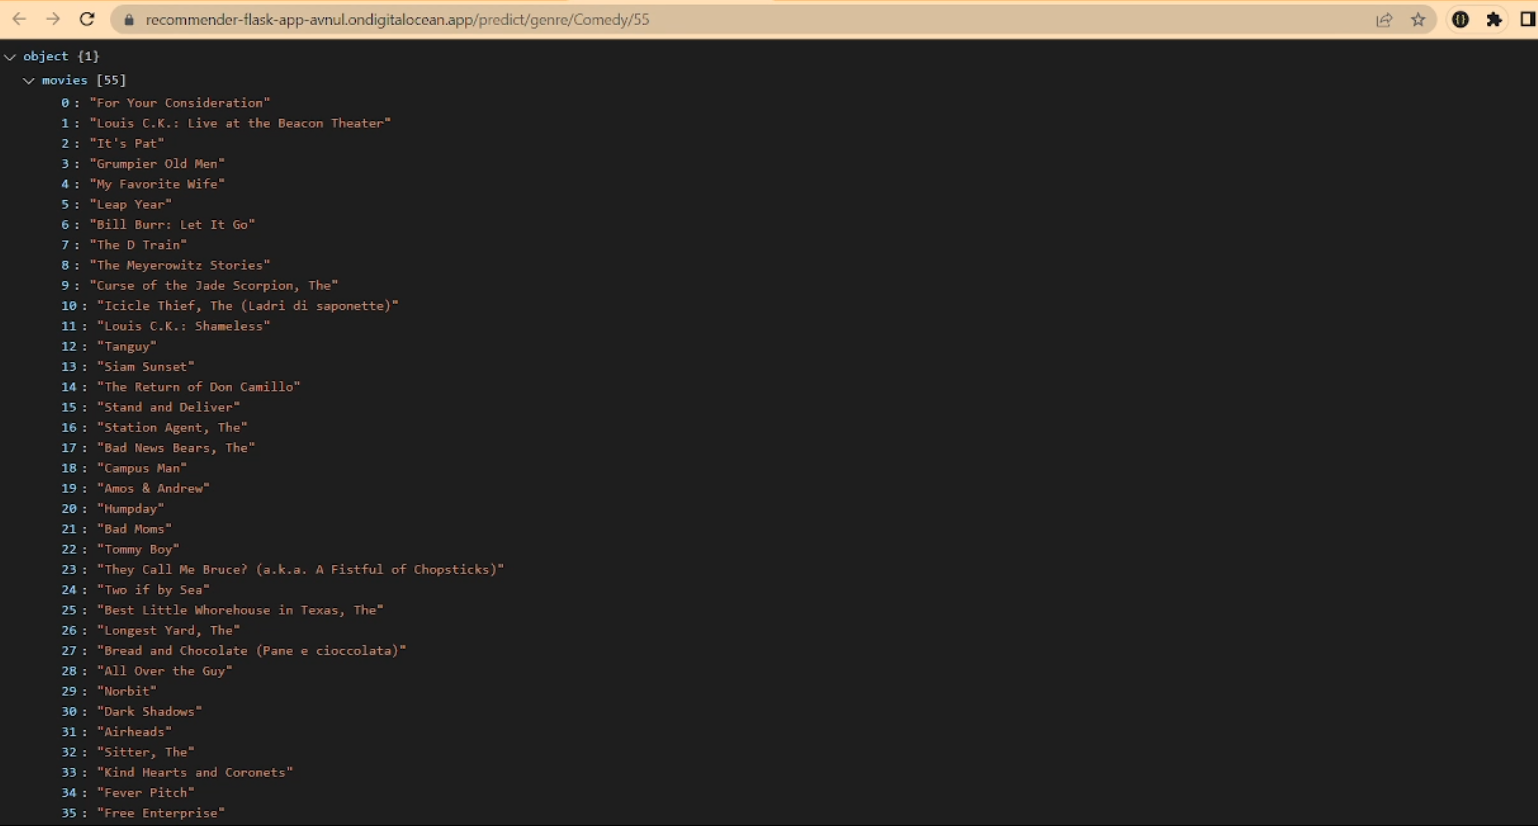 recommender-flask-app-avnul.ondigitalocean.app/predict/genre/Comedy/55
object {1}
movies [55]
0 : "For Your Consideration"
1 : "Louis C.K.: Live at the Beacon Theater"
2 : "It's Pat"
3 : "Grumpier Old Men"
4 : "My Favorite Wife"
5 : "Leap Year"
6 : "Bill Burr: Let It Go"
7 : "The D Train"
8 : "The Meyerowitz Stories"
9 : "Curse of the Jade Scorpion, The"
10 : "Icicle Thief, The (Ladri di saponette)"
11 : "Louis C.K.: Shameless"
12 : "Tanguy"
13 : "Siam Sunset"
14 : "The Return of Don Camillo"
15 : "Stand and Deliver"
16 : "Station Agent, The"
17 : "Bad News Bears, The"
18 : "Campus Man"
19 : "Amos & Andrew"
20 : "Humpday"
21 : "Bad Moms"
22 : "Tommy Boy"
23 : "They Call Me Bruce? (a.k.a. A Fistful of Chopsticks)"
24 : "Two if by Sea"
25 : "Best Little Whorehouse in Texas, The"
26 : "Longest Yard, The"
27 : "Bread and Chocolate (Pane e cioccolata)"
28 : "All Over the Guy"
29 : "Norbit"
30 : "Dark Shadows"
31 : "Airheads"
32 : "Sitter, The"
33 : "Kind Hearts and Coronets"
34 : "Fever Pitch"
35 : "Free Enterprise"